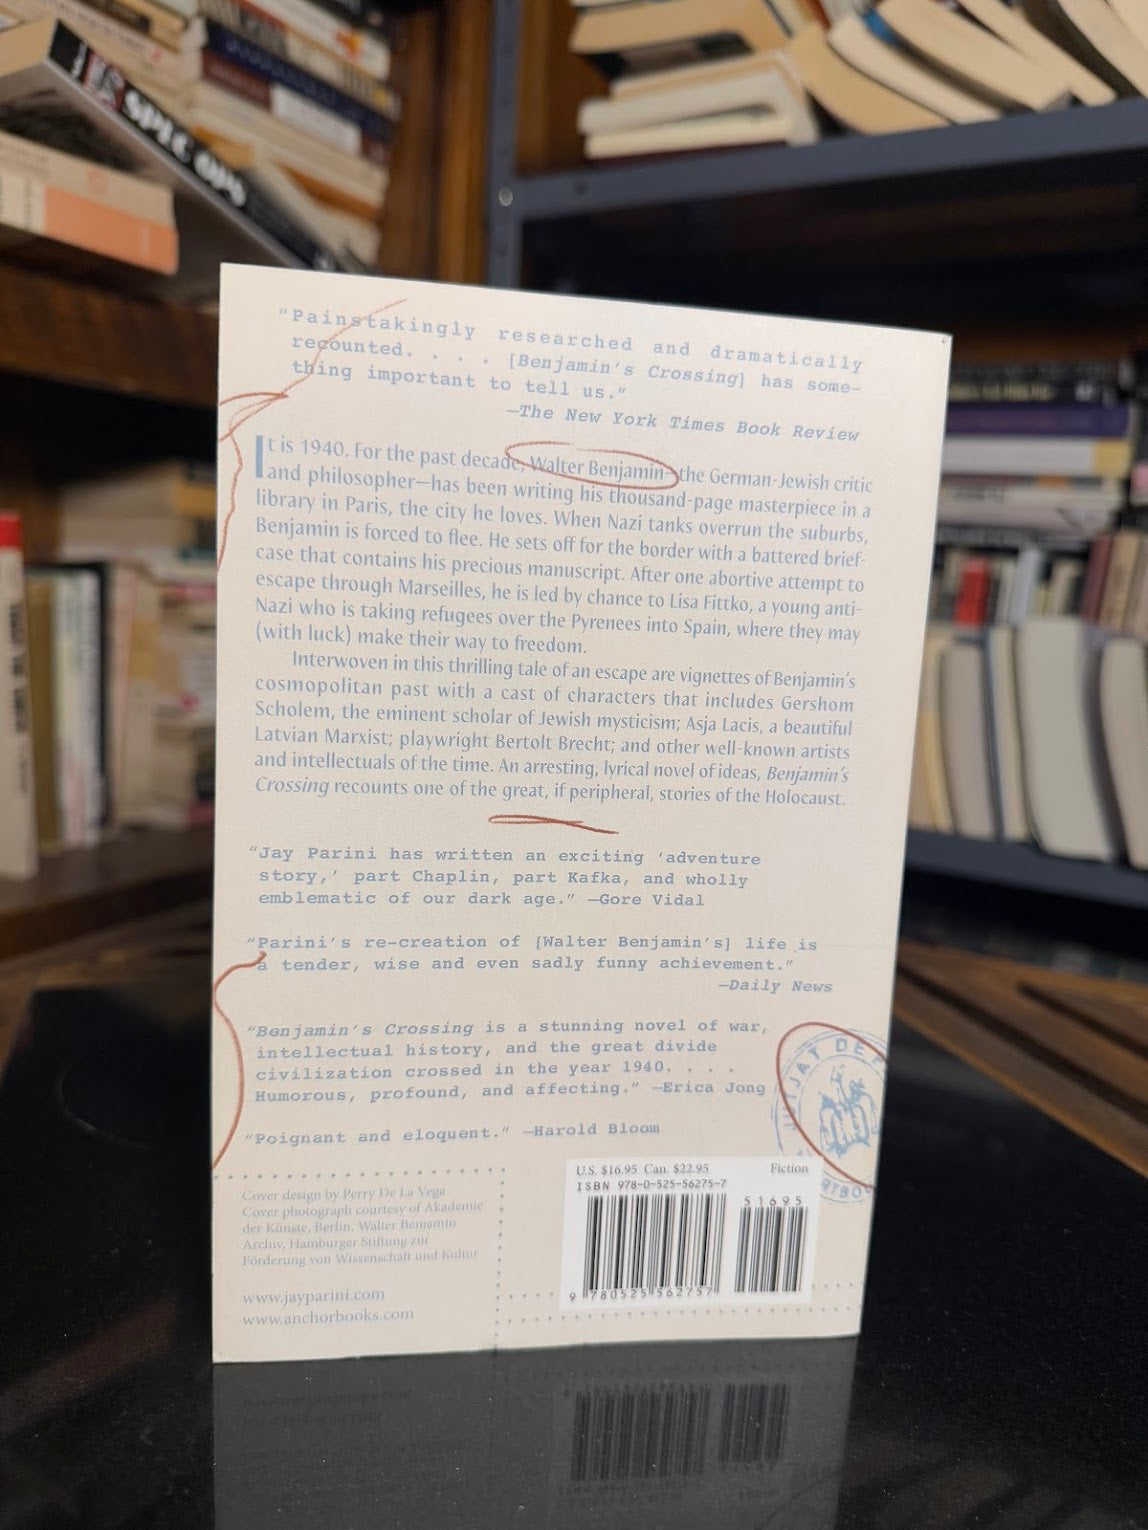 SPEC OPS
"Painstakingly researched and dramatically
recounted. . . . [Benjamin's Crossing] has some-
thing important to tell us."
—The New York Times Book Review
It is 1940. For the past decade, Walter Benjamin—the German-Jewish critic
and philosopher—has been writing his thousand-page masterpiece in a
library in Paris, the city he loves. When Nazi tanks overrun the suburbs,
Benjamin is forced to flee. He sets off for the border with a battered brief-
case that contains his precious manuscript. After one abortive attempt to
escape through Marseilles, he is led by chance to Lisa Fittko, a young anti-
Nazi who is taking refugees over the Pyrenees into Spain, where they may
(with luck) make their way to freedom.
Interwoven in this thrilling tale of an escape are vignettes of Benjamin's
cosmopolitan past with a cast of characters that includes Gershom
Scholem, the eminent scholar of Jewish mysticism; Asja Lacis, a beautiful
Latvian Marxist; playwright Bertolt Brecht; and other well-known artists
and intellectuals of the time. An arresting, lyrical novel of ideas, Benjamin's
Crossing recounts one of the great, if peripheral, stories of the Holocaust.
"Jay Parini has written an exciting 'adventure
story,' part Chaplin, part Kafka, and wholly
emblematic of our dark age." —Gore Vidal
"Parini's re-creation of [Walter Benjamin's] life is
a tender, wise and even sadly funny achievement."
—Daily News
"Benjamin's Crossing is a stunning novel of war,
intellectual history, and the great divide
civilization crossed in the year 1940. . . .
Humorous, profound, and affecting." —Erica Jong
"Poignant and eloquent." —Harold Bloom
Cover design by Perry De La Vega
Cover photograph courtesy of Akademie
der Künste, Berlin, Walter Benjamin
Archiv, Hamburger Stiftung zur
Förderung von Wissenschaft und Kultur
www.jayparini.com
www.anchorbooks.com
U.S. $16.95 Can. $22.95 Fiction
ISBN 978-0-525-56275-7
51695
9 780525 562757